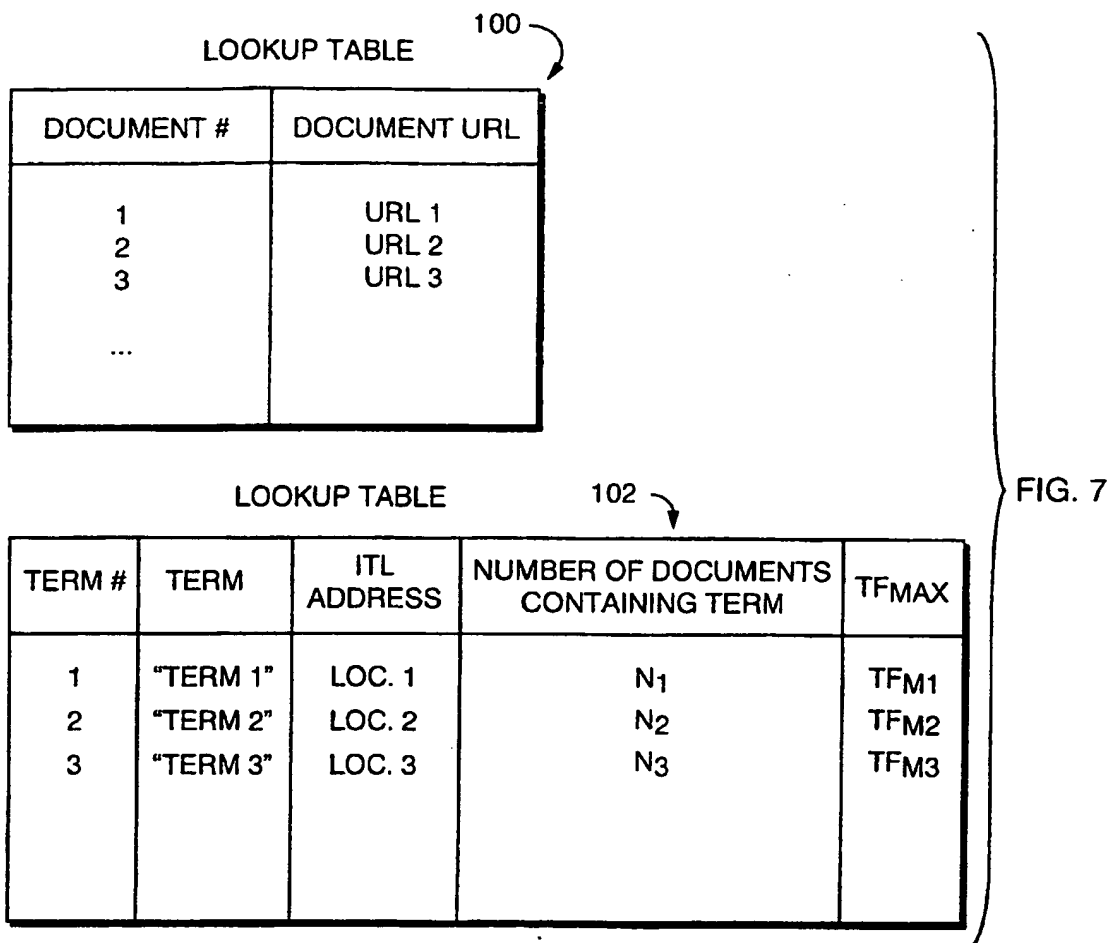 100
LOOKUP TABLE
DOCUMENT # DOCUMENT URL
1 URL 1
2 URL 2
3 URL 3
...
LOOKUP TABLE 102
FIG. 7
TERM # TERM ITL ADDRESS NUMBER OF DOCUMENTS CONTAINING TERM TFMAX
1 "TERM 1" LOC. 1 N1 TFM1
2 "TERM 2" LOC. 2 N2 TFM2
3 "TERM 3" LOC. 3 N3 TFM3